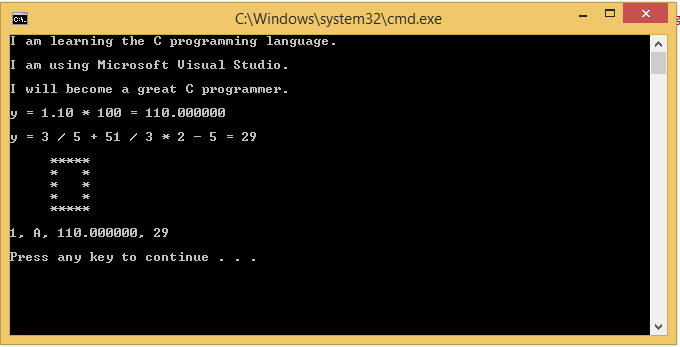 C:\Windows\system32\cmd.exe
I am learning the C programming language.
I am using Microsoft Visual Studio.
I will become a great C programmer.
y = 1.10 * 100 = 110.000000
y = 3 / 5 + 51 / 3 * 2 - 5 = 29
     *****
     *   *
     *   *
     *   *
     *****
1, A, 110.000000, 29
Press any key to continue . . .